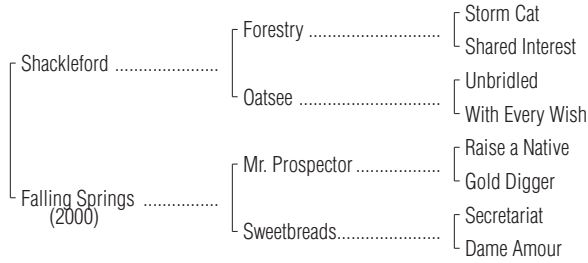 Storm Cat
Forestry
Shared Interest
Shackleford
Unbridled
Oatsee
With Every Wish
Raise a Native
Mr. Prospector
Gold Digger
Falling Springs
(2000)
Secretariat
Sweetbreads
Dame Amour